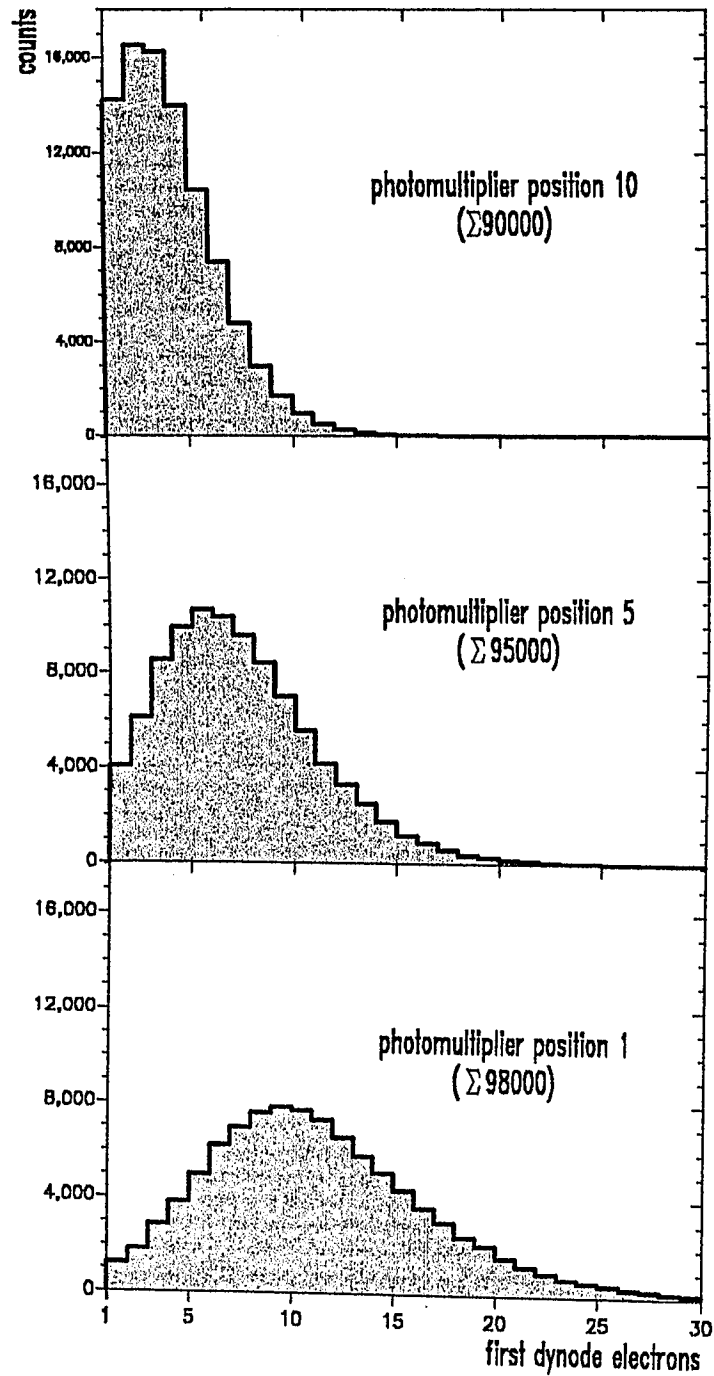 counts
16,000
12,000
8,000
4,000
0
photomultiplier position 10
(Σ90000)
16,000
12,000
8,000
4,000
0
photomultiplier position 5
(Σ95000)
16,000
12,000
8,000
4,000
0
photomultiplier position 1
(Σ98000)
1 5 10 15 20 25 30
first dynode electrons